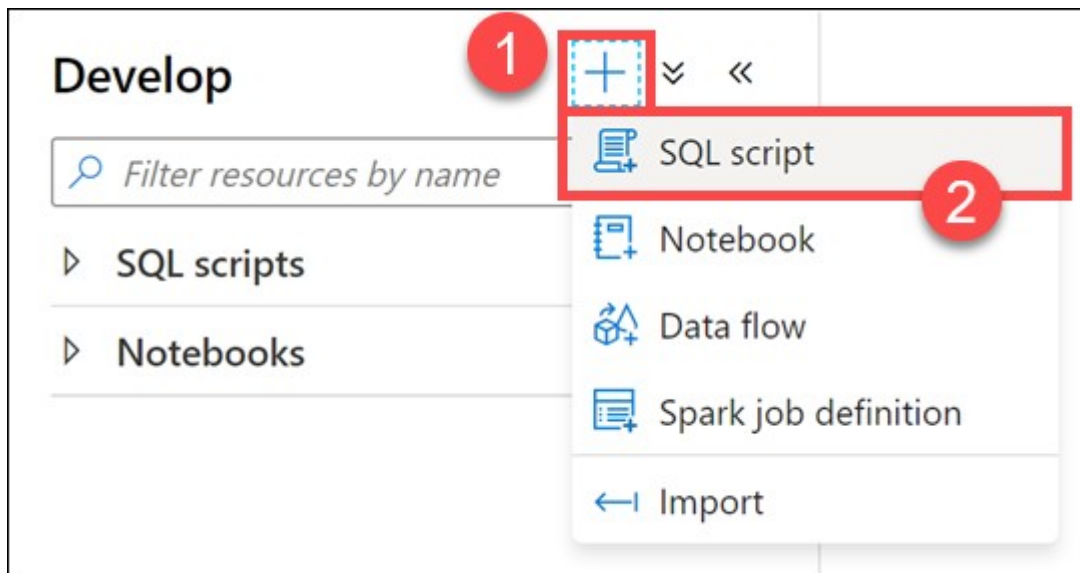 Develop
1
Filter resources by name
SQL script
2
SQL scripts
Notebook
Notebooks
Data flow
Spark job definition
Import